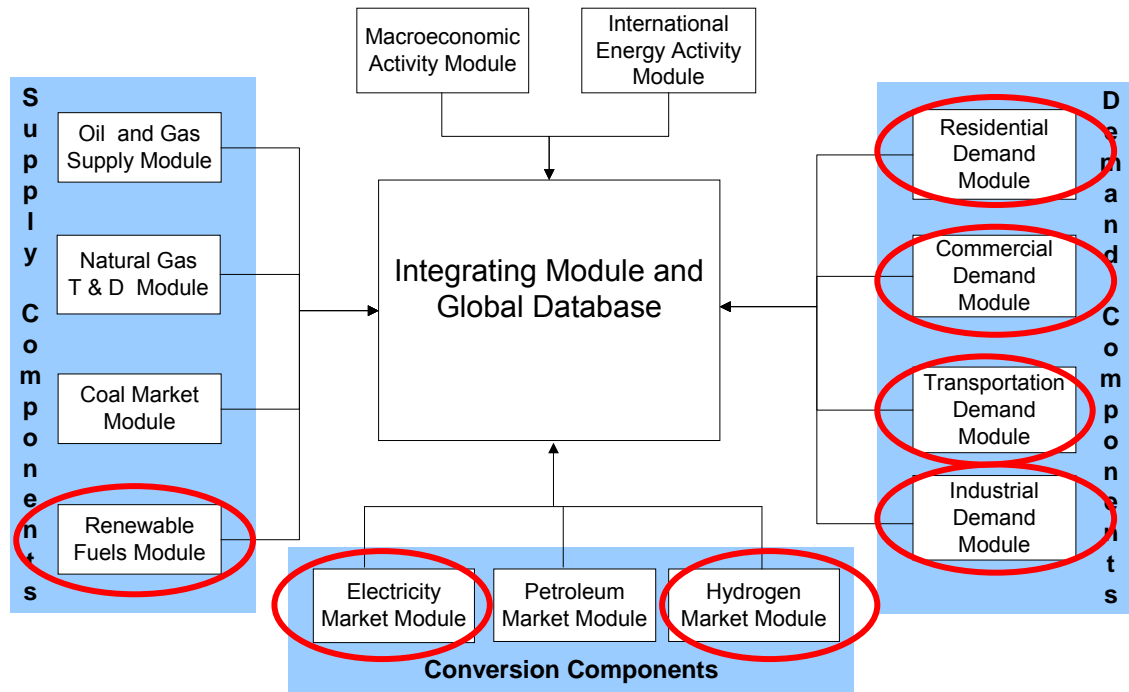 Macroeconomic
Activity Module
International
Energy Activity
Module
Supply Components
Oil and Gas
Supply Module
Natural Gas
T & D Module
Coal Market
Module
Renewable
Fuels Module
Integrating Module and
Global Database
Demand Components
Residential
Demand
Module
Commercial
Demand
Module
Transportation
Demand
Module
Industrial
Demand
Module
Electricity
Market Module
Petroleum
Market Module
Hydrogen
Market Module
Conversion Components